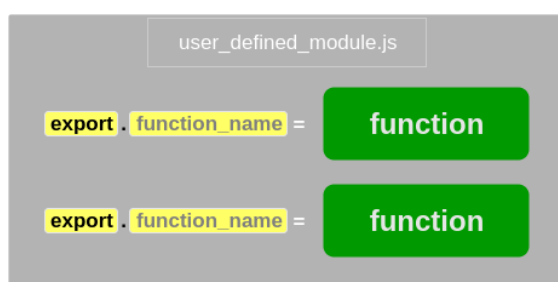 user_defined_module.js
export . function_name = function
export . function_name = function